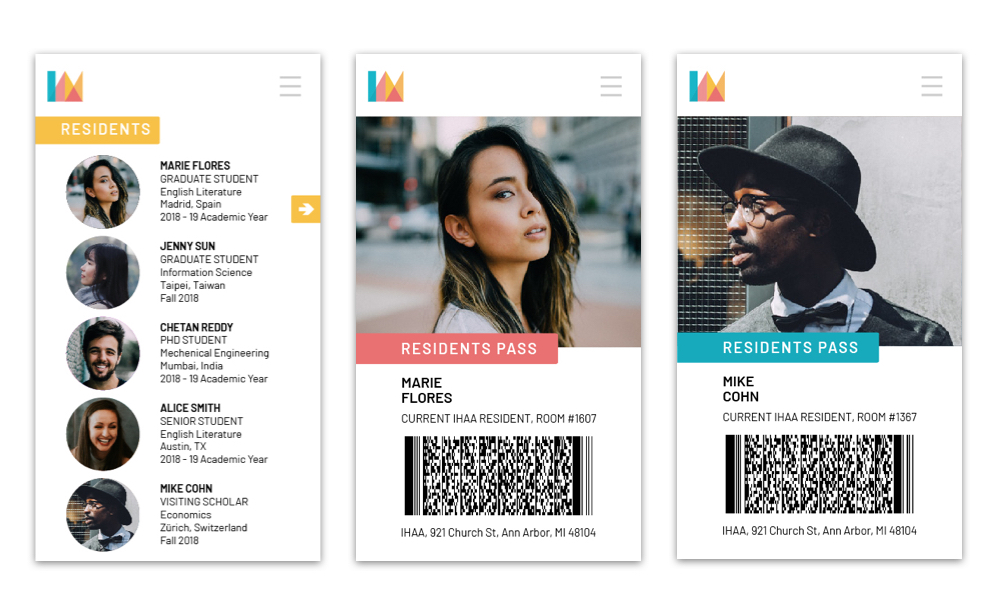 RESIDENTS
MARIE FLORES
GRADUATE STUDENT
English Literature
Madrid, Spain
2018 - 19 Academic Year
JENNY SUN
GRADUATE STUDENT
Information Science
Taipei, Taiwan
Fall 2018
CHETAN REDDY
PHD STUDENT
Mechenical Engineering
Mumbai, India
2018 - 19 Academic Year
ALICE SMITH
SENIOR STUDENT
English Literature
Austin, TX
2018 - 19 Academic Year
MIKE COHN
VISITING SCHOLAR
Economics
Zürich, Switzerland
Fall 2018
RESIDENTS PASS
MARIE
FLORES
CURRENT IHAA RESIDENT, ROOM #1607
IHAA, 921 Church St, Ann Arbor, MI 48104
RESIDENTS PASS
MIKE
COHN
CURRENT IHAA RESIDENT, ROOM #1367
IHAA, 921 Church St, Ann Arbor, MI 48104